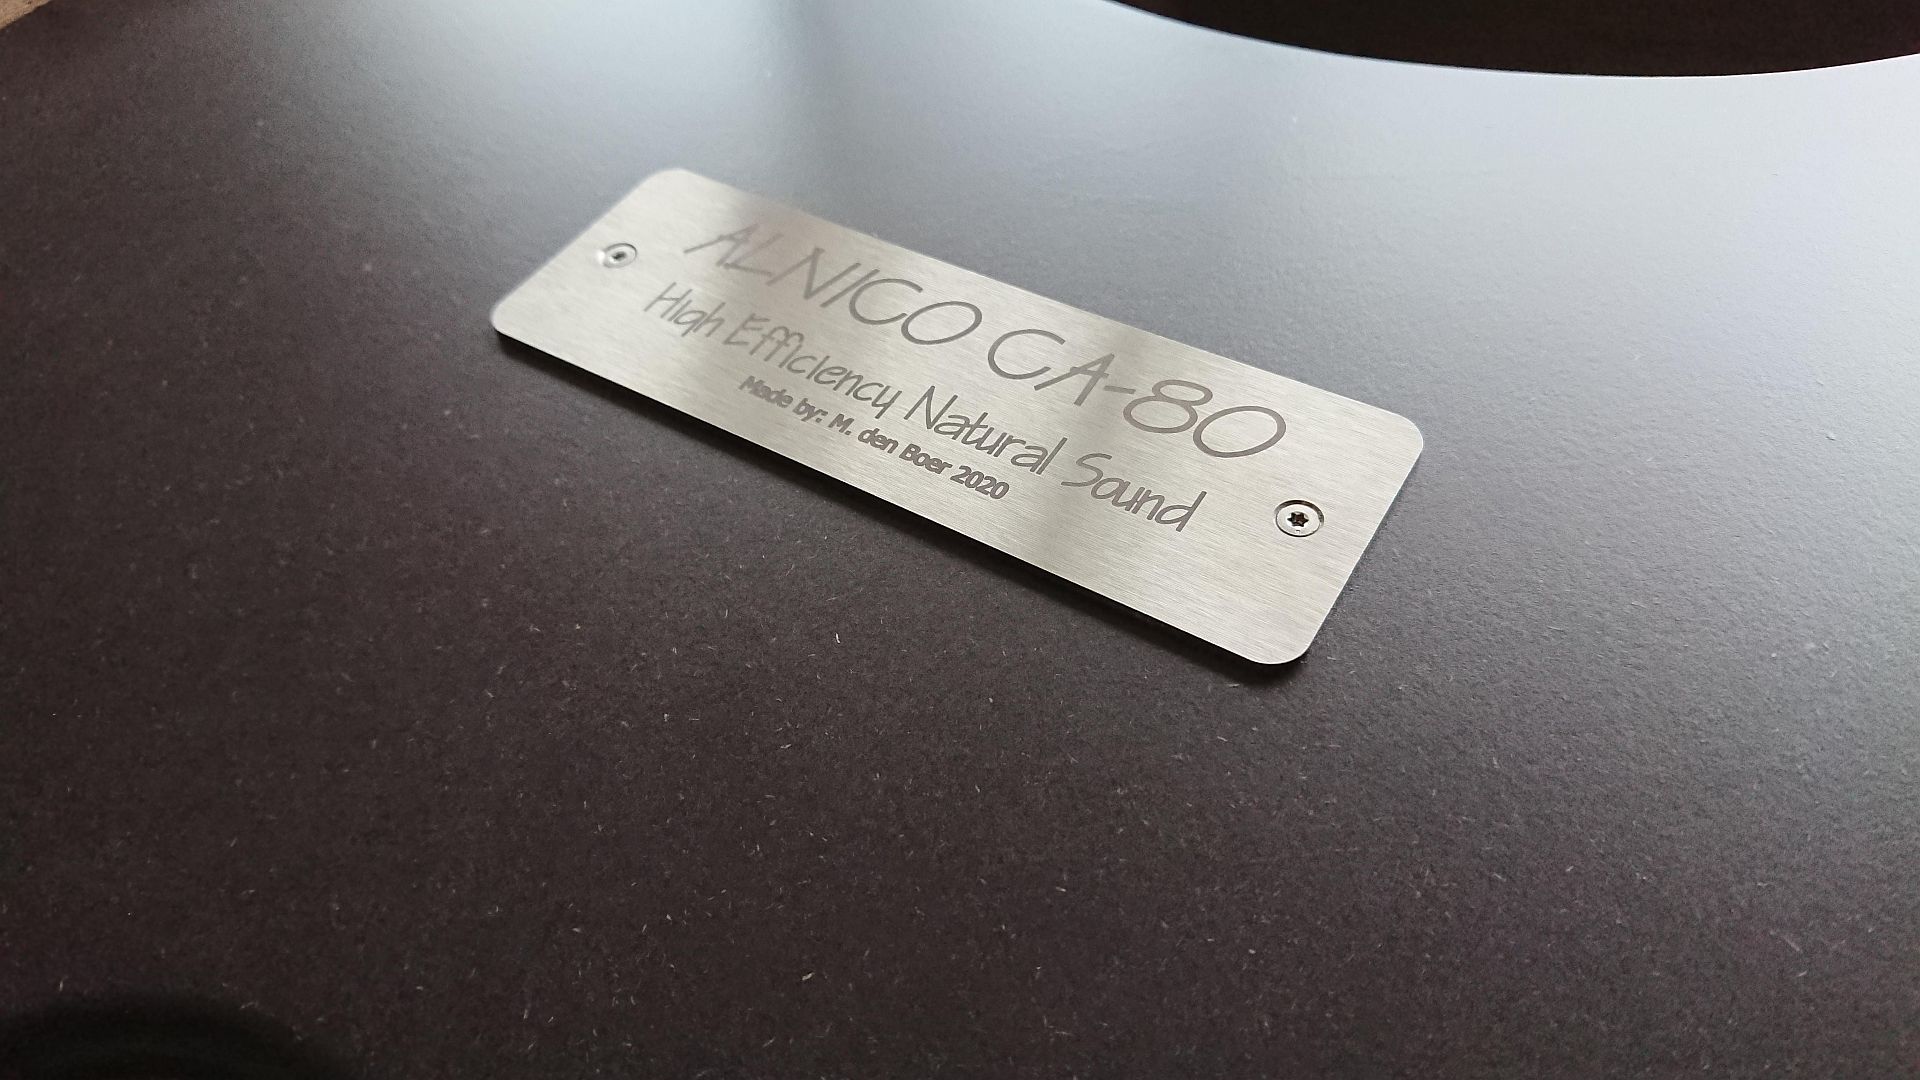 ALNICO CA-80
High Efficiency Natural Sound
Made by: M. den Boer 2020